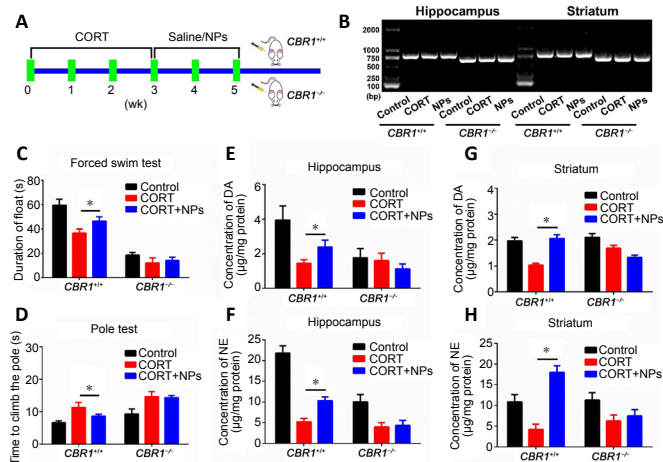 A
CORT
Saline/NPs
CBR1+/+
CBR1-/-
0 1 2 3 4 5
(wk)
B
Hippocampus
Striatum
2000
1000
750
500
250
100
(bp)
Control CORT NPs Control CORT NPs Control CORT NPs Control CORT NPs
CBR1+/+ CBR1-/- CBR1+/+ CBR1-/-
C
Forced swim test
Duration of float (s)
80
60
40
20
0
*
Control
CORT
CORT+NPs
CBR1+/+ CBR1-/-
D
Pole test
Time to climb the pole (s)
30
20
10
0
*
Control
CORT
CORT+NPs
CBR1+/+ CBR1-/-
E
Hippocampus
Concentration of DA
(μg/mg protein)
6
4
2
0
*
Control
CORT
CORT+NPs
CBR1+/+ CBR1-/-
F
Hippocampus
Concentration of NE
(μg/mg protein)
25
20
15
10
5
0
*
Control
CORT
CORT+NPs
CBR1+/+ CBR1-/-
G
Striatum
Concentration of DA
(μg/mg protein)
4
3
2
1
0
*
Control
CORT
CORT+NPs
CBR1+/+ CBR1-/-
H
Striatum
Concentration of NE
(μg/mg protein)
25
20
15
10
5
0
*
Control
CORT
CORT+NPs
CBR1+/+ CBR1-/-